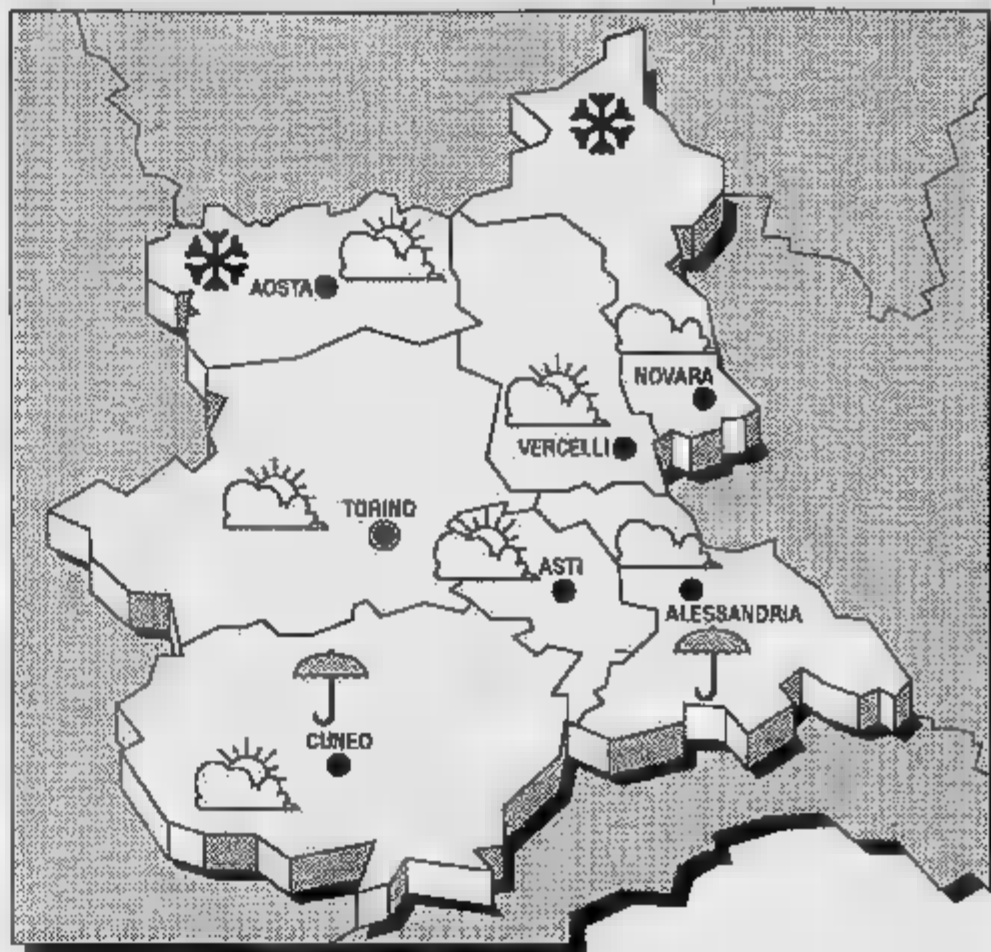 AOSTA
NOVARA
VERCELLI
TORINO
ASTI
ALESSANDRIA
CUNEO